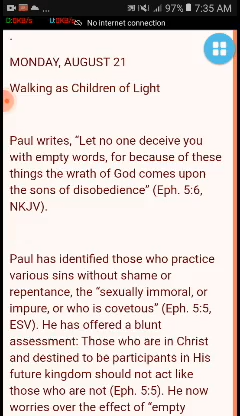 97% 7:35 AM
0:0KB/s U:0KB/s No internet connection
MONDAY, AUGUST 21
Walking as Children of Light
Paul writes, “Let no one deceive you
with empty words, for because of these
things the wrath of God comes upon
the sons of disobedience” (Eph. 5:6,
NKJV).
Paul has identified those who practice
various sins without shame or
repentance, the “sexually immoral, or
impure, or who is covetous” (Eph. 5:5,
ESV). He has offered a blunt
assessment: Those who are in Christ
and destined to be participants in His
future kingdom should not act like
those who are not (Eph. 5:5). He now
worries over the effect of “empty